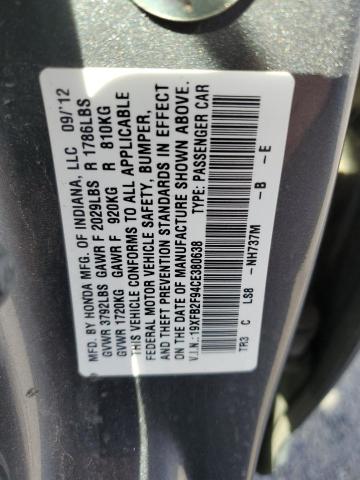 MFD. BY HONDA MFG. OF INDIANA, LLC 09/12
GVWR 3792LBS GAWR F 2029LBS R 1786LBS
GVWR 1720KG GAWR F 920KG R 810KG
THIS VEHICLE CONFORMS TO ALL APPLICABLE
FEDERAL MOTOR VEHICLE SAFETY, BUMPER,
THEFT PREVENTION STANDARDS IN EFFECT
ON THE DATE OF MANUFACTURE SHOWN ABOVE.
V.I.N.:19XFB2F94CE380638 PASSENGER CAR
TR3 C LS8 -NH737M -B -E